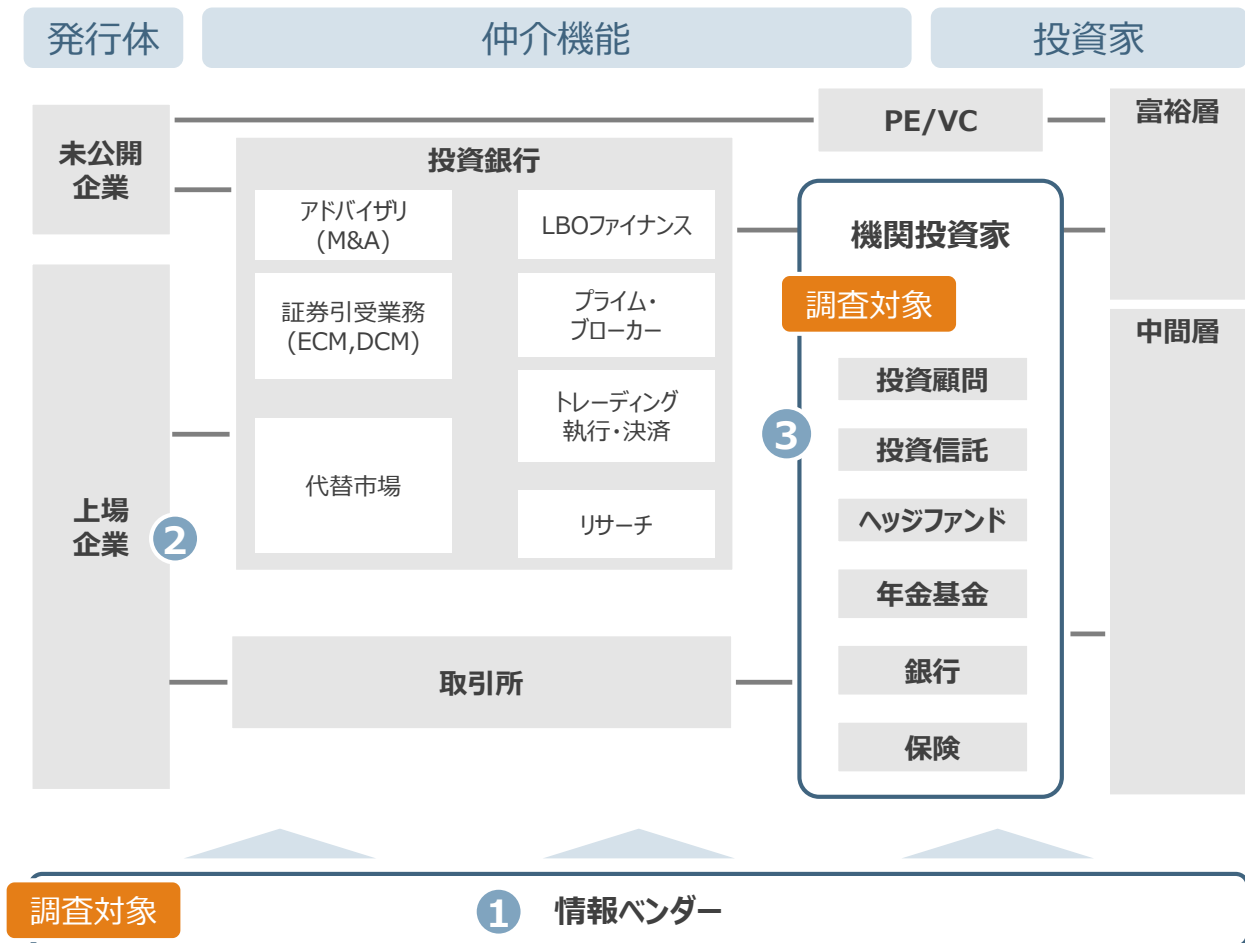 発行体
仲介機能
投資家
未公開
企業
上場
企業
2
投資銀行
アドバイザリ
(M&A)
証券引受業務
(ECM,DCM)
代替市場
LBOファイナンス
プライム・
ブローカー
トレーディング
執行・決済
リサーチ
取引所
PE/VC
機関投資家
調査対象
3
投資顧問
投資信託
ヘッジファンド
年金基金
銀行
保険
富裕層
中間層
調査対象
1 情報ベンダー